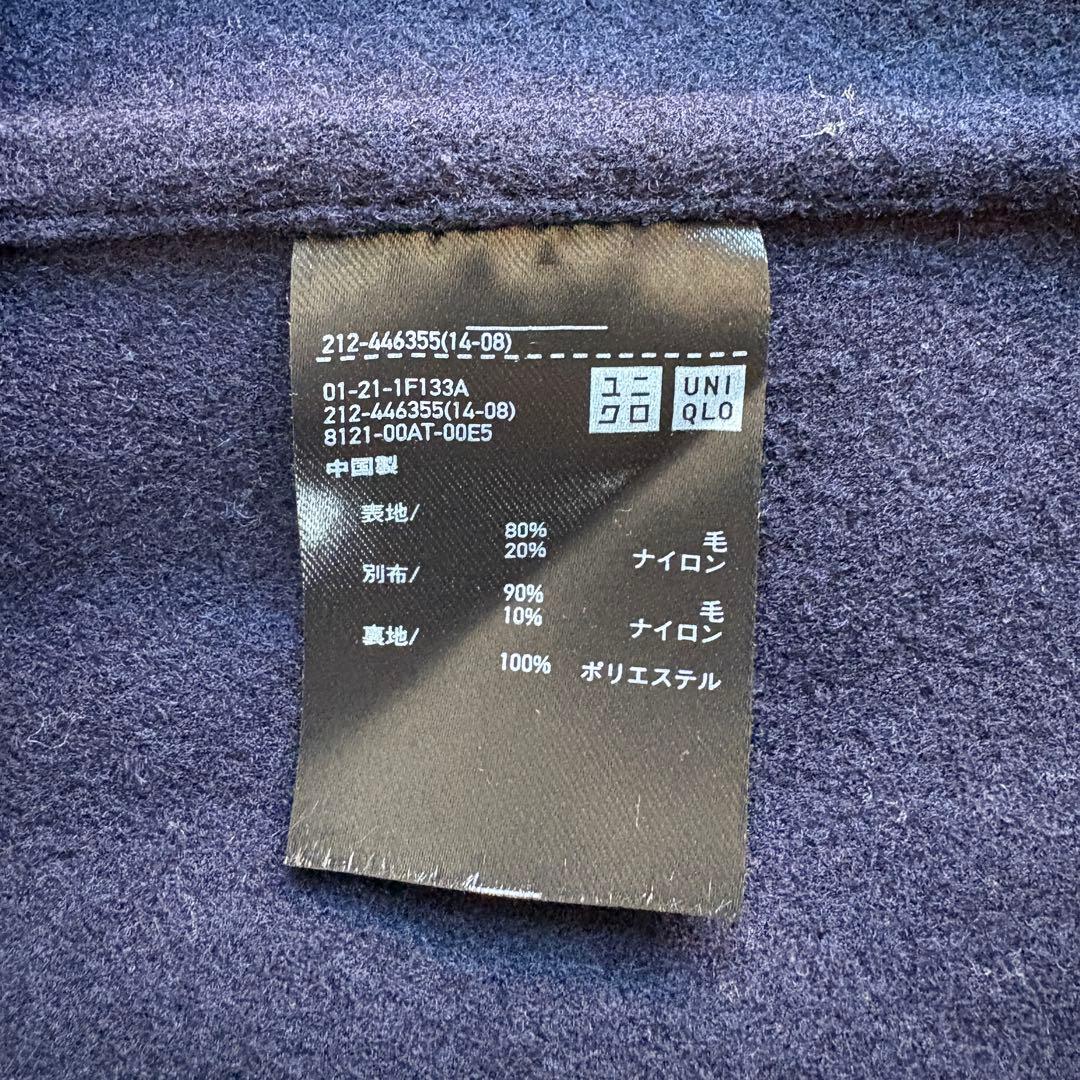 212-446355(14-08)
01-21-1F133A
212-446355(14-08)
8121-00AT-00E5
ユニ
クロ
UNI
QLO
中国製
表地/
80% 毛
20% ナイロン
別布/
90% 毛
10% ナイロン
裏地/
100% ポリエステル